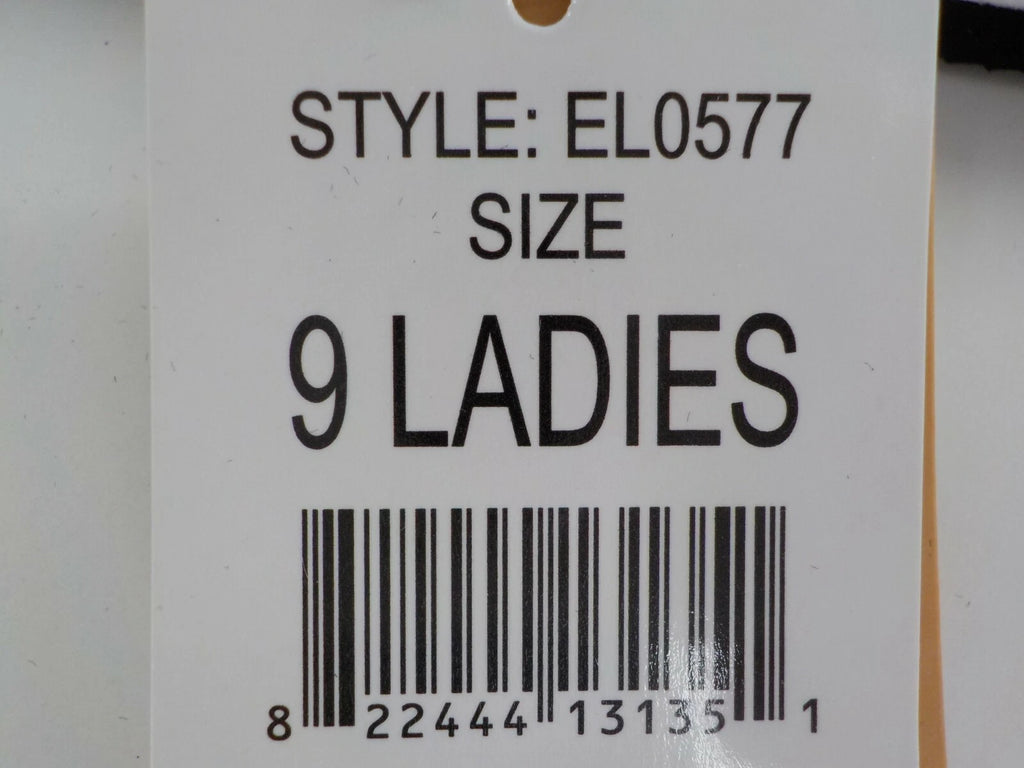 STYLE: EL0577
SIZE
9 LADIES
8 22444 13135 1